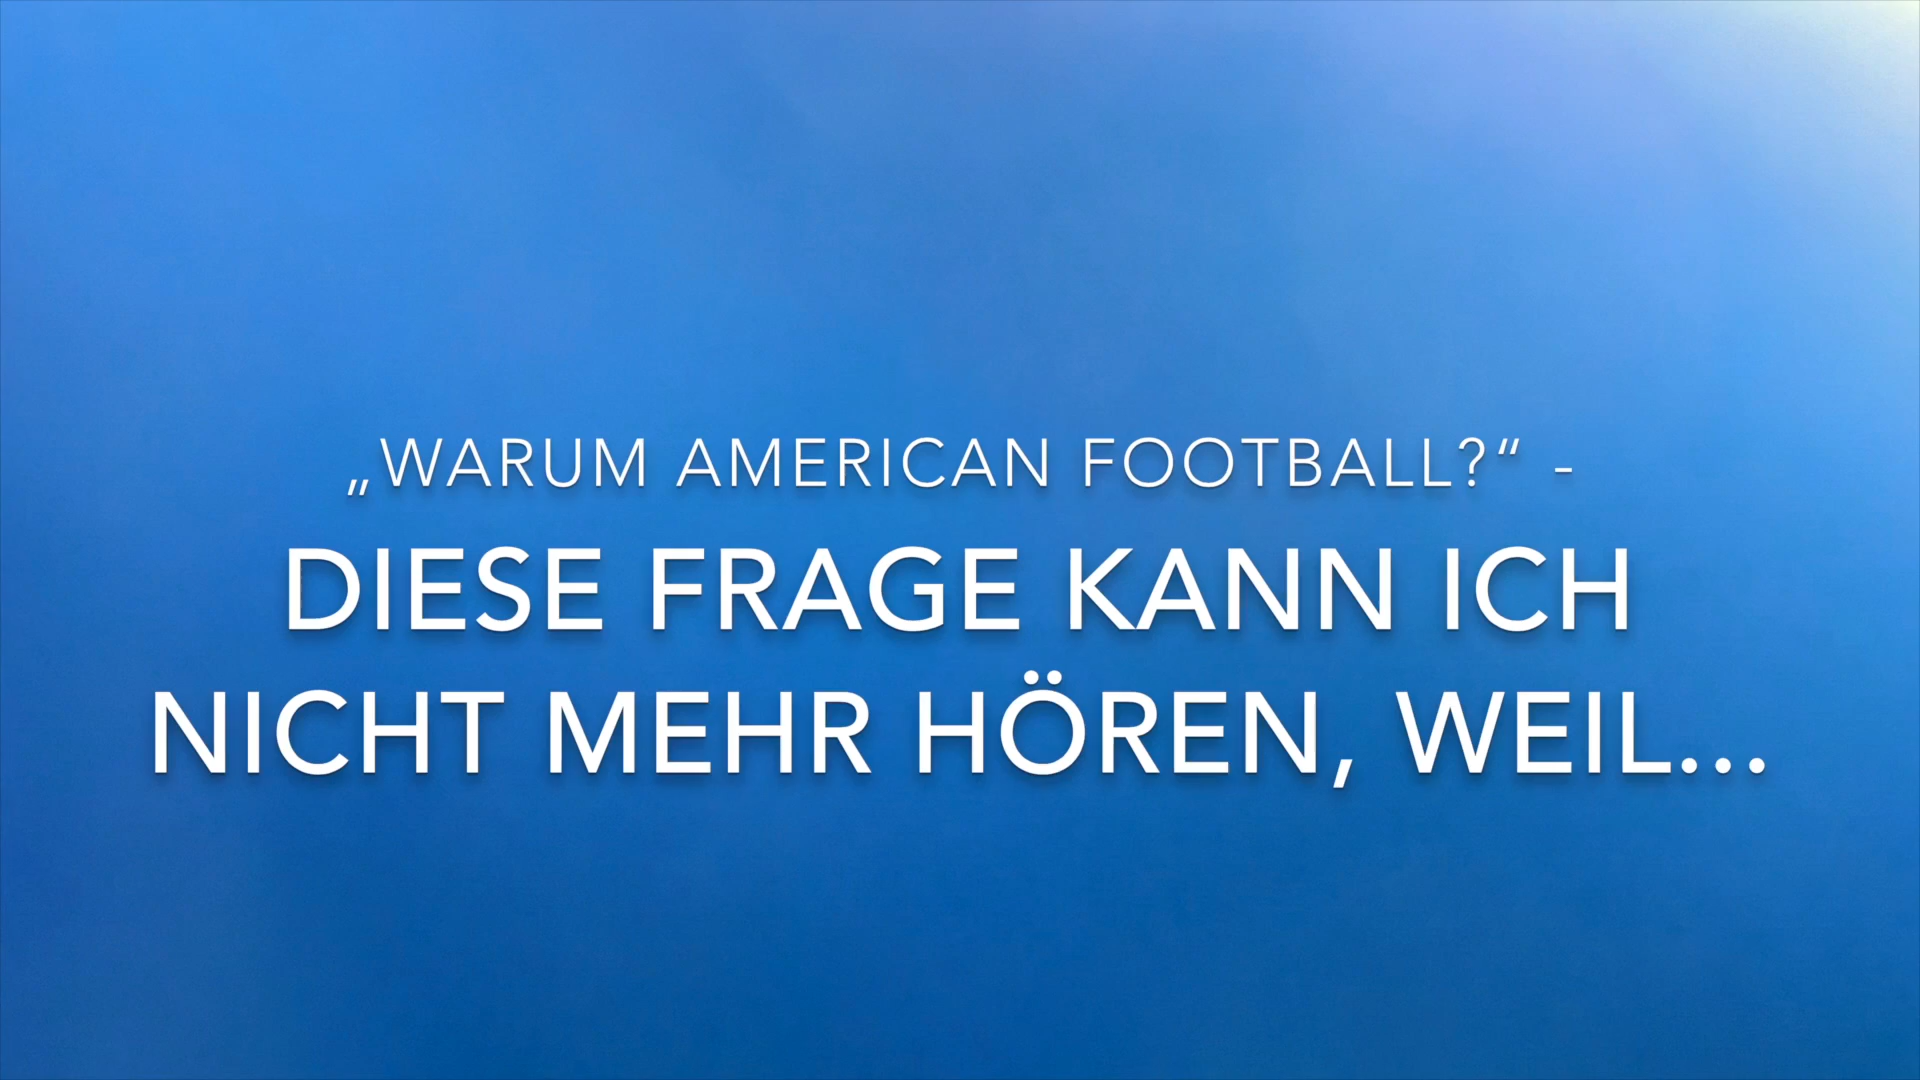 „WARUM AMERICAN FOOTBALL?“ -
DIESE FRAGE KANN ICH
NICHT MEHR HÖREN, WEIL...